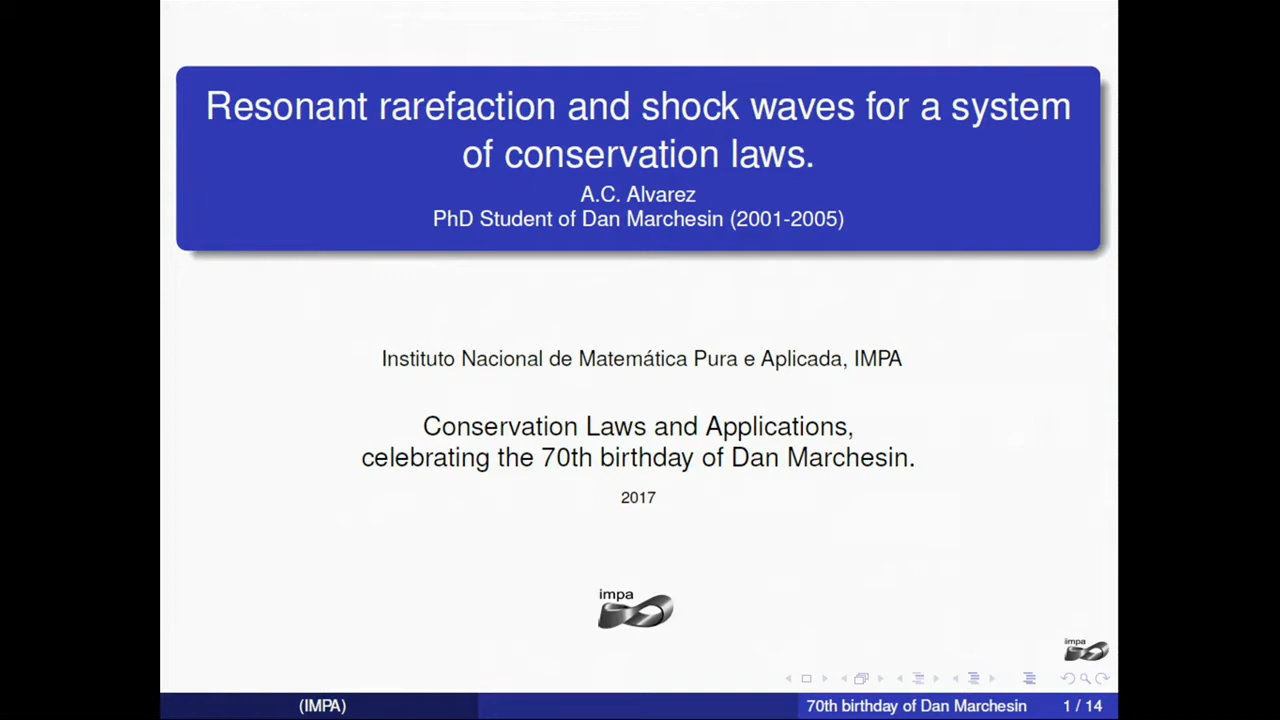 Resonant rarefaction and shock waves for a system
of conservation laws.
A.C. Alvarez
PhD Student of Dan Marchesin (2001-2005)
Instituto Nacional de Matemática Pura e Aplicada, IMPA
Conservation Laws and Applications,
celebrating the 70th birthday of Dan Marchesin.
2017
impa
impa
(IMPA)
70th birthday of Dan Marchesin
1 / 14